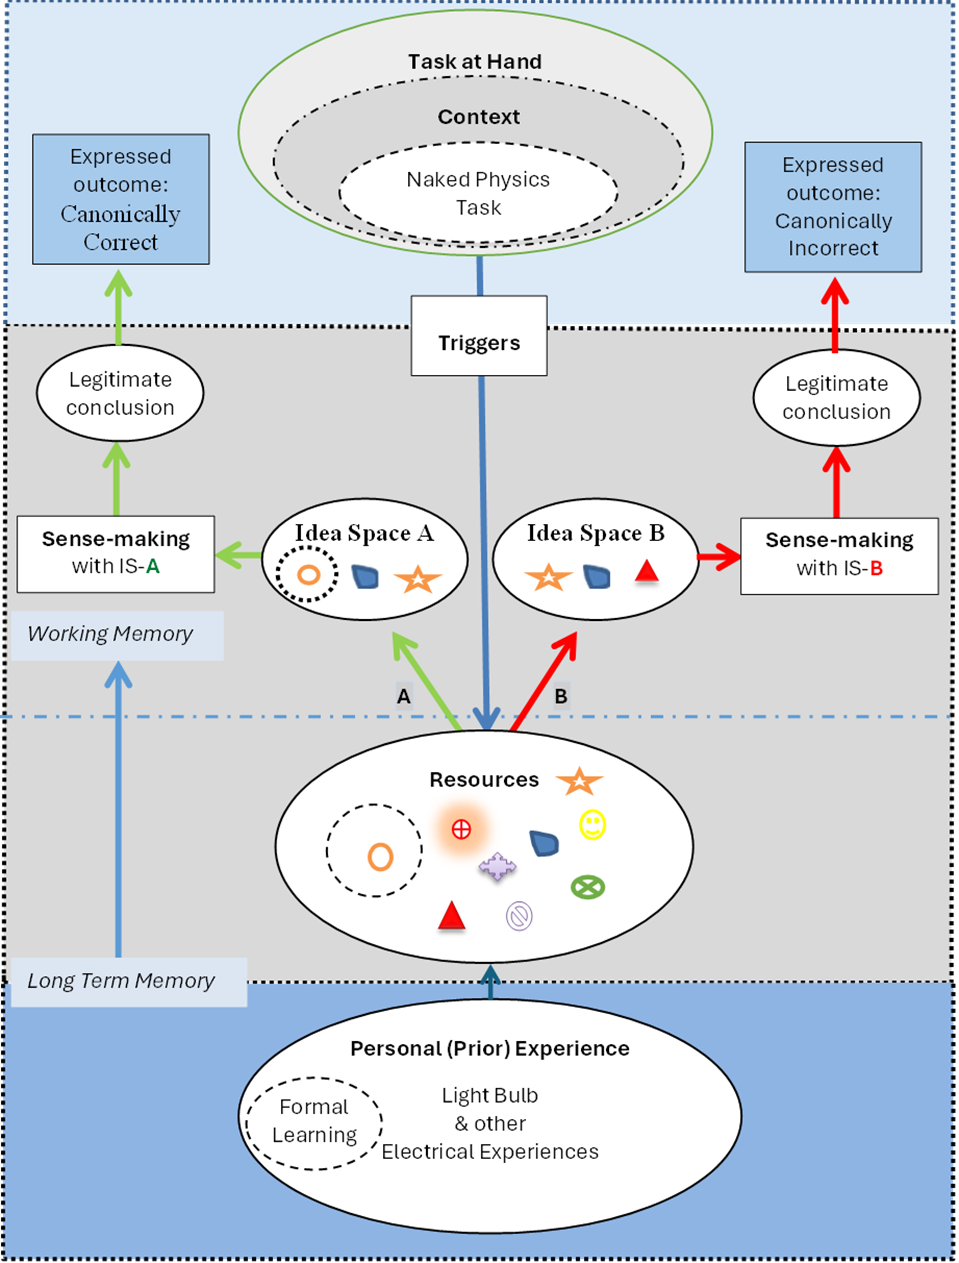 Task at Hand
Context
Naked Physics
Task
Expressed
outcome:
Canonically
Correct
Expressed
outcome:
Canonically
Incorrect
Triggers
Legitimate
conclusion
Legitimate
conclusion
Sense-making
with IS-A
Idea Space A
Idea Space B
Sense-making
with IS-B
Working Memory
A
B
Resources
Long Term Memory
Personal (Prior) Experience
Formal
Learning
Light Bulb
& other
Electrical Experiences